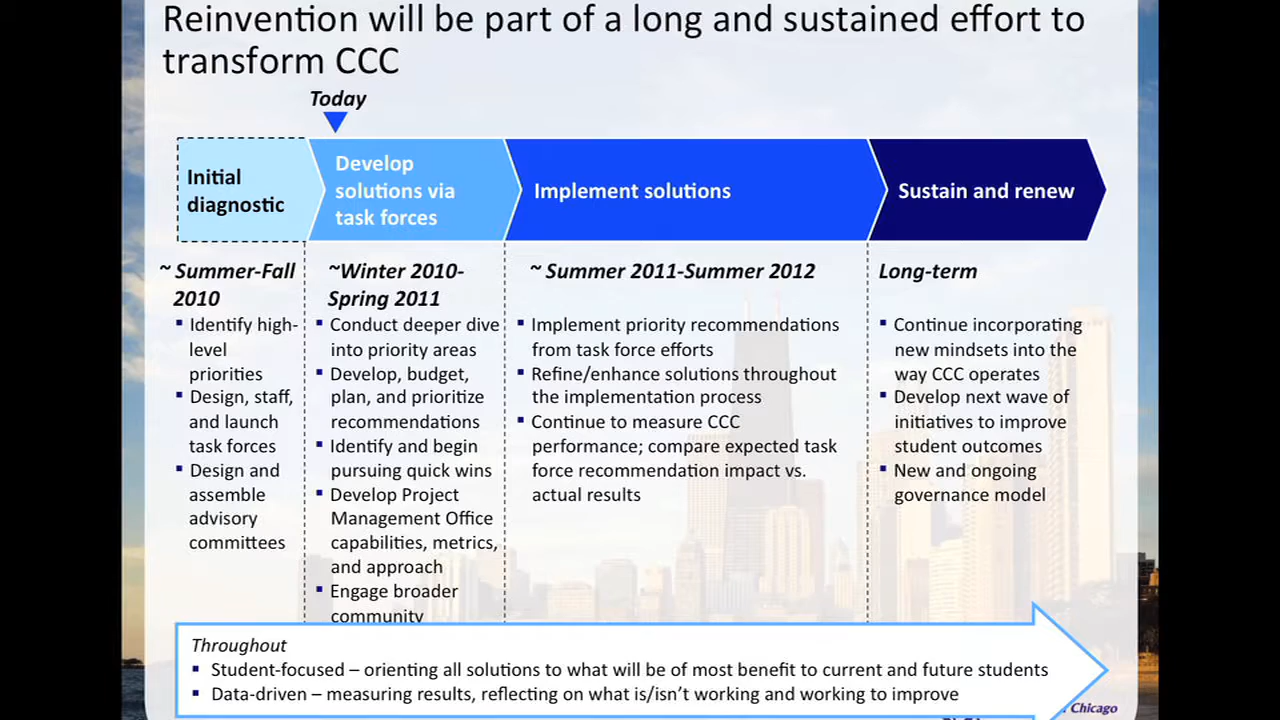 Reinvention will be part of a long and sustained effort to
transform CCC
Today
Initial
diagnostic
Develop
solutions via
task forces
Implement solutions
Sustain and renew
~ Summer-Fall
2010
▪ Identify high-
level
priorities
▪ Design, staff,
and launch
task forces
▪ Design and
assemble
advisory
committees
~Winter 2010-
Spring 2011
▪ Conduct deeper dive
into priority areas
▪ Develop, budget,
plan, and prioritize
recommendations
▪ Identify and begin
pursuing quick wins
▪ Develop Project
Management Office
capabilities, metrics,
and approach
▪ Engage broader
community
~ Summer 2011-Summer 2012
▪ Implement priority recommendations
from task force efforts
▪ Refine/enhance solutions throughout
the implementation process
▪ Continue to measure CCC
performance; compare expected task
force recommendation impact vs.
actual results
Long-term
▪ Continue incorporating
new mindsets into the
way CCC operates
▪ Develop next wave of
initiatives to improve
student outcomes
▪ New and ongoing
governance model
Throughout
▪ Student-focused – orienting all solutions to what will be of most benefit to current and future students
▪ Data-driven – measuring results, reflecting on what is/isn't working and working to improve
Chicago